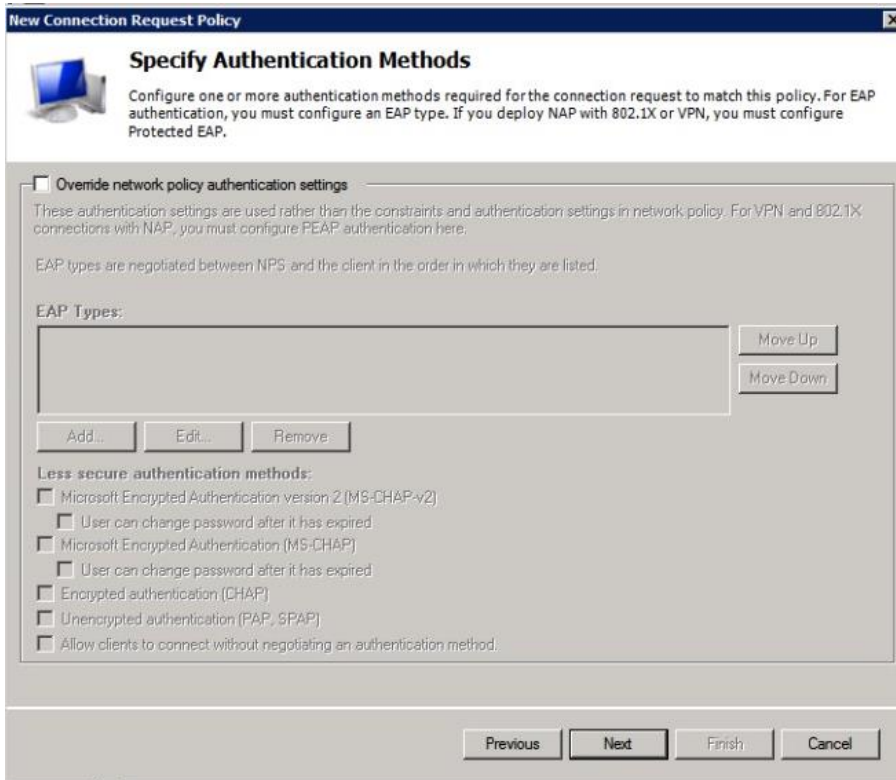 New Connection Request Policy
Specify Authentication Methods
Configure one or more authentication methods required for the connection request to match this policy. For EAP
authentication, you must configure an EAP type. If you deploy NAP with 802.1X or VPN, you must configure
Protected EAP.
Override network policy authentication settings
These authentication settings are used rather than the constraints and authentication settings in network policy. For VPN and 802.1X
connections with NAP, you must configure PEAP authentication here.
EAP types are negotiated between NPS and the client in the order in which they are listed.
EAP Types:
Move Up
Move Down
Add...
Edit...
Remove
Less secure authentication methods:
Microsoft Encrypted Authentication version 2 (MS-CHAP-v2)
User can change password after it has expired
Microsoft Encrypted Authentication (MS-CHAP)
User can change password after it has expired
Encrypted authentication (CHAP)
Unencrypted authentication (PAP, SPAP)
Allow clients to connect without negotiating an authentication method.
Previous
Next
Finish
Cancel